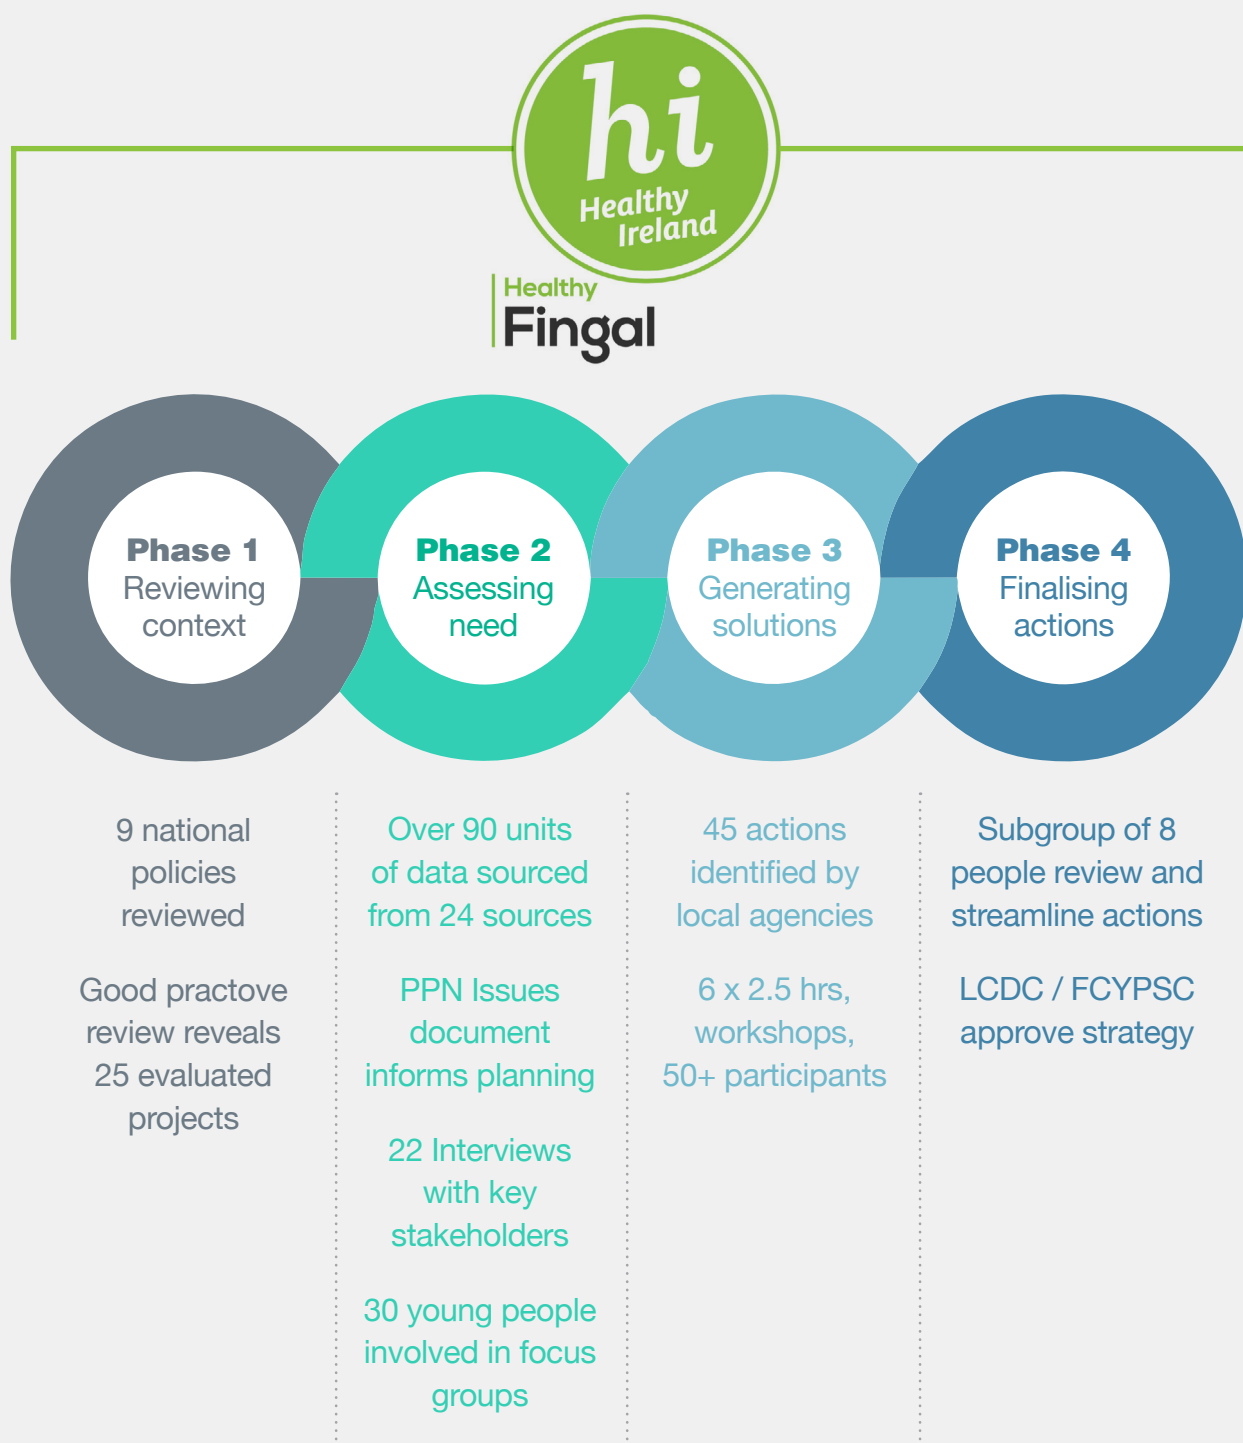 hi
Healthy
Ireland
Healthy
Fingal
Phase 1
Reviewing
context
Phase 2
Assessing
need
Phase 3
Generating
solutions
Phase 4
Finalising
actions
9 national
policies
reviewed
Good practove
review reveals
25 evaluated
projects
Over 90 units
of data sourced
from 24 sources
PPN Issues
document
informs planning
22 Interviews
with key
stakeholders
30 young people
involved in focus
groups
45 actions
identified by
local agencies
6 x 2.5 hrs,
workshops,
50+ participants
Subgroup of 8
people review and
streamline actions
LCDC / FCYPSC
approve strategy